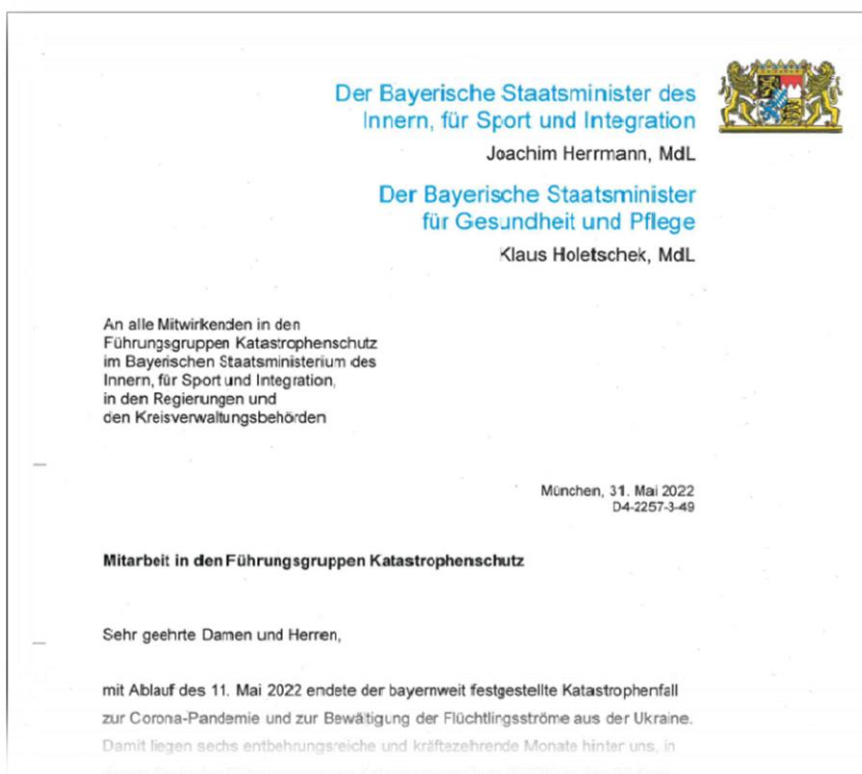 Der Bayerische Staatsminister des
Innern, für Sport und Integration
Joachim Herrmann, MdL
Der Bayerische Staatsminister
für Gesundheit und Pflege
Klaus Holetschek, MdL
An alle Mitwirkenden in den
Führungsgruppen Katastrophenschutz
im Bayerischen Staatsministerium des
Innern, für Sport und Integration,
in den Regierungen und
den Kreisverwaltungsbehörden
München, 31. Mai 2022
D4-2257-3-49
Mitarbeit in den Führungsgruppen Katastrophenschutz
Sehr geehrte Damen und Herren,
mit Ablauf des 11. Mai 2022 endete der bayernweit festgestellte Katastrophenfall
zur Corona-Pandemie und zur Bewältigung der Flüchtlingsströme aus der Ukraine.
Damit liegen sechs entbehrungsreiche und kräftezehrende Monate hinter uns, in